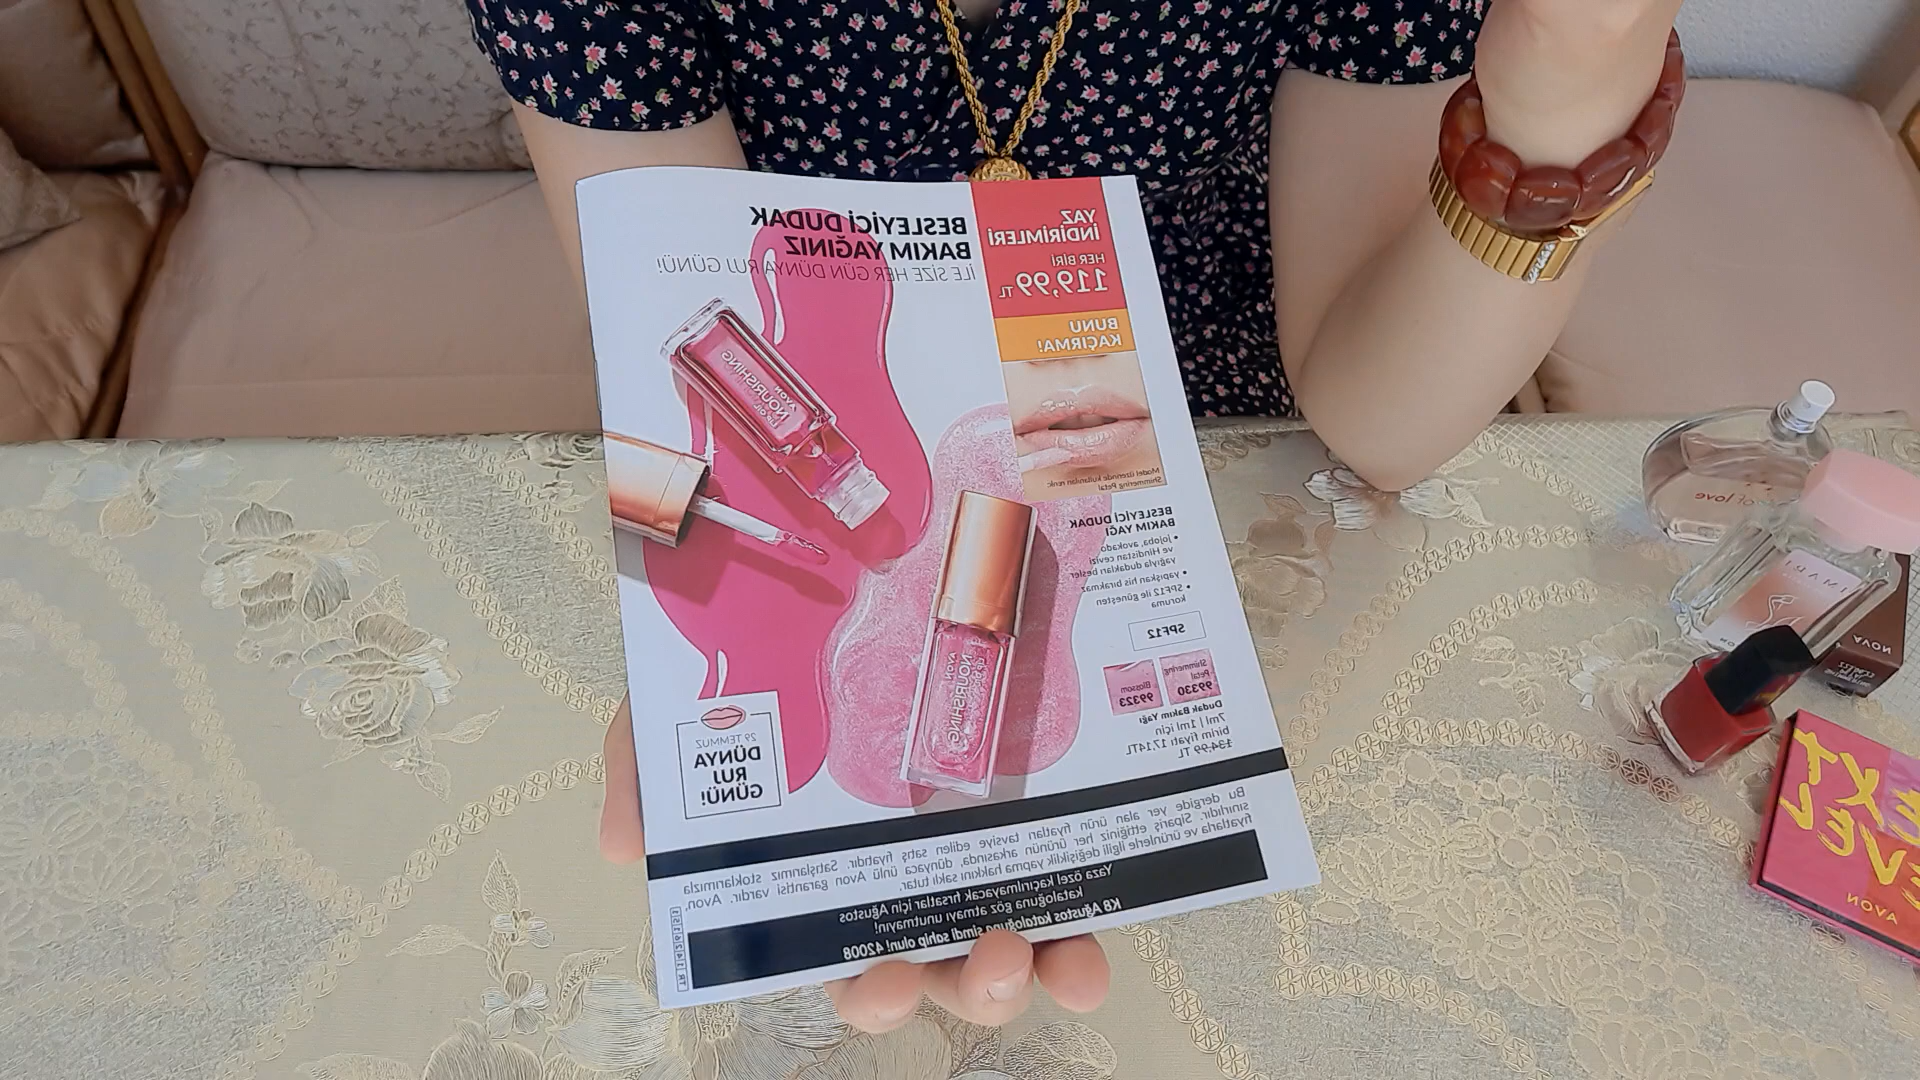 BESLEYİCİ DUDAK
BAKIM YAĞINIZ
İLE SİZE HER GÜN DÜNYA RUJ GÜNÜ!
YAZ
İNDİRİMLERİ
HER BİRİ
119,99 TL
BUNU
KAÇIRMA!
Model üzerinde kullanılan renk:
Shimmering Petal
AVON
NOURISHING
LIP OIL
BESLEYİCİ DUDAK
BAKIM YAĞI
• Jojoba, avokado
ve Hindistan cevizi
yağıyla dudakları besler
• yapışkan his bırakmaz
• SPF12 ile güneşten
koruma
SPF12
Shimmering
Petal
99330
Blossom
99323
Dudak Bakım Yağı
7ml | 1ml için
birim fiyatı 17.14TL
134,99 TL
AVON
NOURISHING
29 TEMMUZ
DÜNYA
RUJ
GÜNÜ!
Bu dergide yer alan ürün fiyatları tavsiye edilen satış fiyatıdır. Satışlarımız stoklarımızla
sınırlıdır. Sipariş ettiğiniz her ürünün arkasında, dünyaca ünlü Avon garantisi vardır. Avon,
fiyatlarla ve ürünlerle ilgili değişiklik yapma hakkını saklı tutar.
Yaza özel kaçırılmayacak fırsatlar için Ağustos
kataloğuna göz atmayı unutmayın!
K8 Ağustos kataloğuna şimdi sahip olun! 42008
of love
IMARI
AVON
AVON